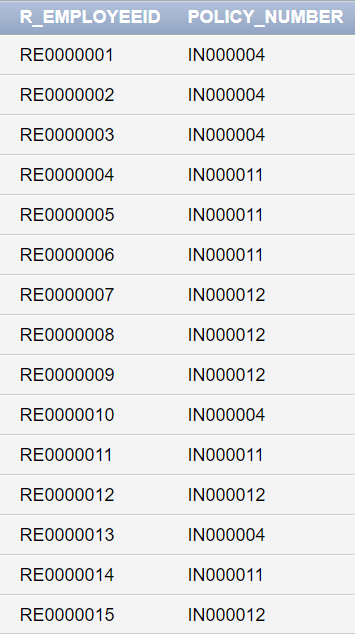 R_EMPLOYEEID POLICY_NUMBER
RE0000001 IN000004
RE0000002 IN000004
RE0000003 IN000004
RE0000004 IN000011
RE0000005 IN000011
RE0000006 IN000011
RE0000007 IN000012
RE0000008 IN000012
RE0000009 IN000012
RE0000010 IN000004
RE0000011 IN000011
RE0000012 IN000012
RE0000013 IN000004
RE0000014 IN000011
RE0000015 IN000012